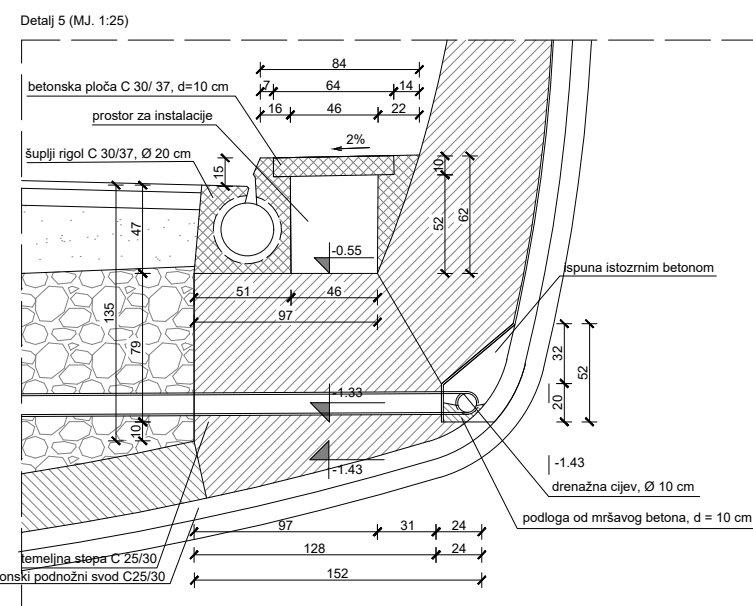 Detalj 5 (MJ. 1:25)
84
7 64 14
betonska ploča C 30/ 37, d=10 cm
16 46 22
prostor za instalacije
2%
šuplji rigol C 30/37, Ø 20 cm
15
10
52
62
47
-0.55
ispuna istozrnim betonom
51 46
97
135
79
32
52
20
-1.33
10
-1.43
-1.43
drenažna cijev, Ø 10 cm
podloga od mršavog betona, d = 10 cm
97 31 24
temeljna stopa C 25/30
128 24
onski podnožni svod C25/30
152